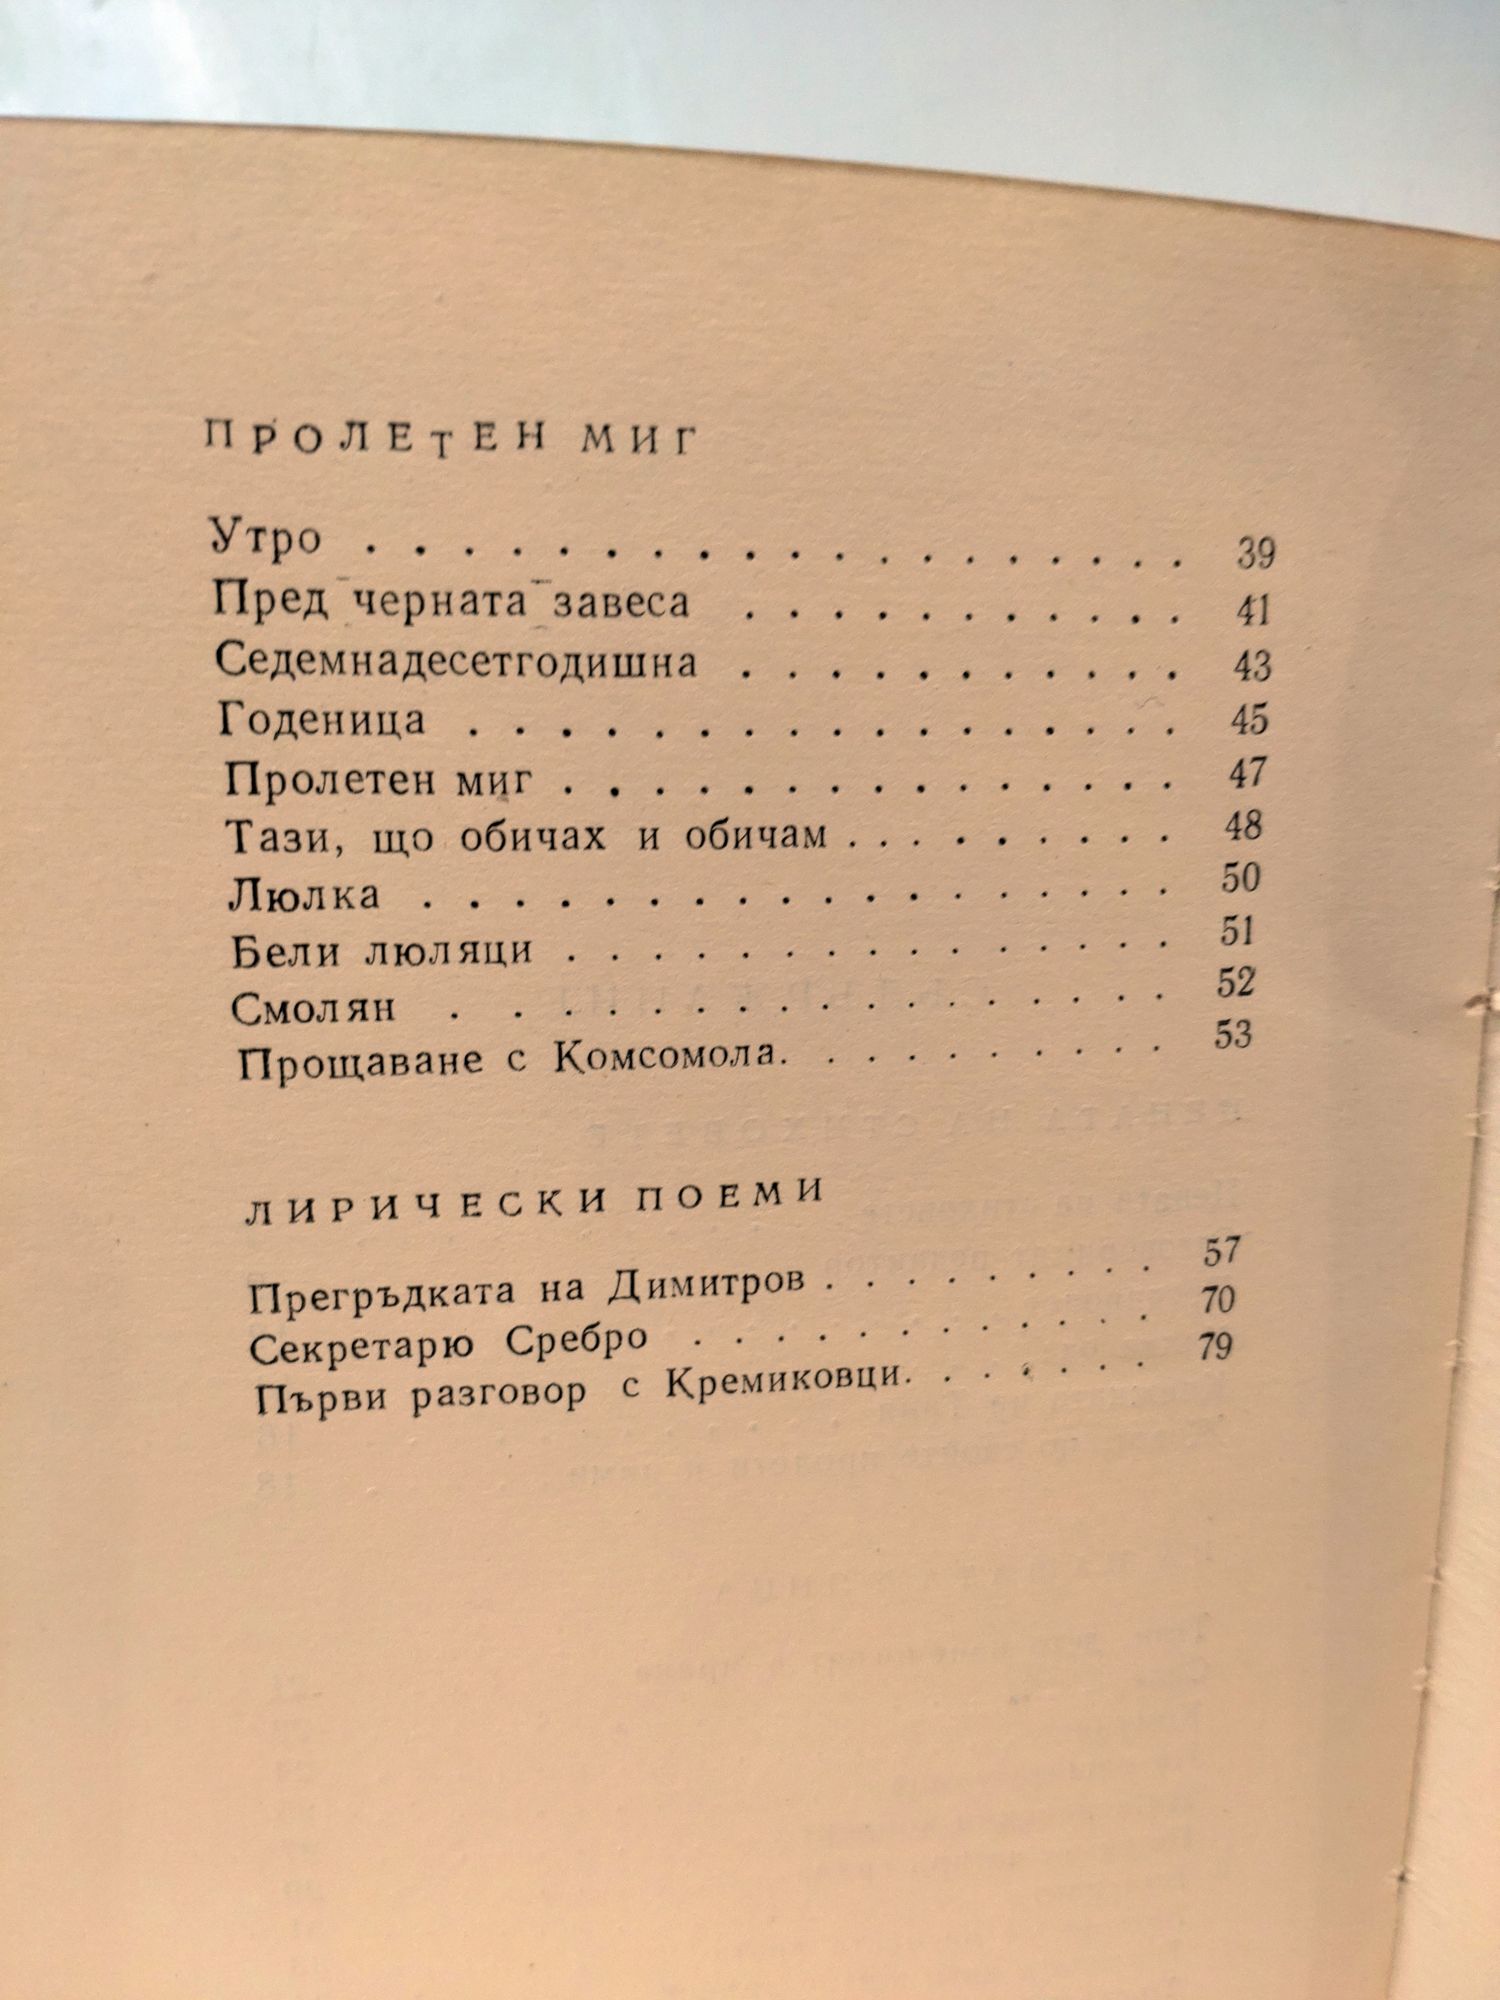 ПРОЛЕТЕН МИГ
Утро . . . . . . . . . . . . . . . . . . 39
Пред черната завеса . . . . . . . . . . 41
Седемнадесетгодишна . . . . . . . . . . 43
Годеница . . . . . . . . . . . . . . . . 45
Пролетен миг . . . . . . . . . . . . . . 47
Тази, що обичах и обичам . . . . . . . . 48
Люлка . . . . . . . . . . . . . . . . . 50
Бели люляци . . . . . . . . . . . . . . 51
Смолян . . . . . . . . . . . . . . . . . 52
Прощаване с Комсомола. . . . . . . . . . 53
ЛИРИЧЕСКИ ПОЕМИ
Прегръдката на Димитров . . . . . . . . . 57
Секретарю Сребро . . . . . . . . . . . . 70
Първи разговор с Кремиковци. . . . . . . 79